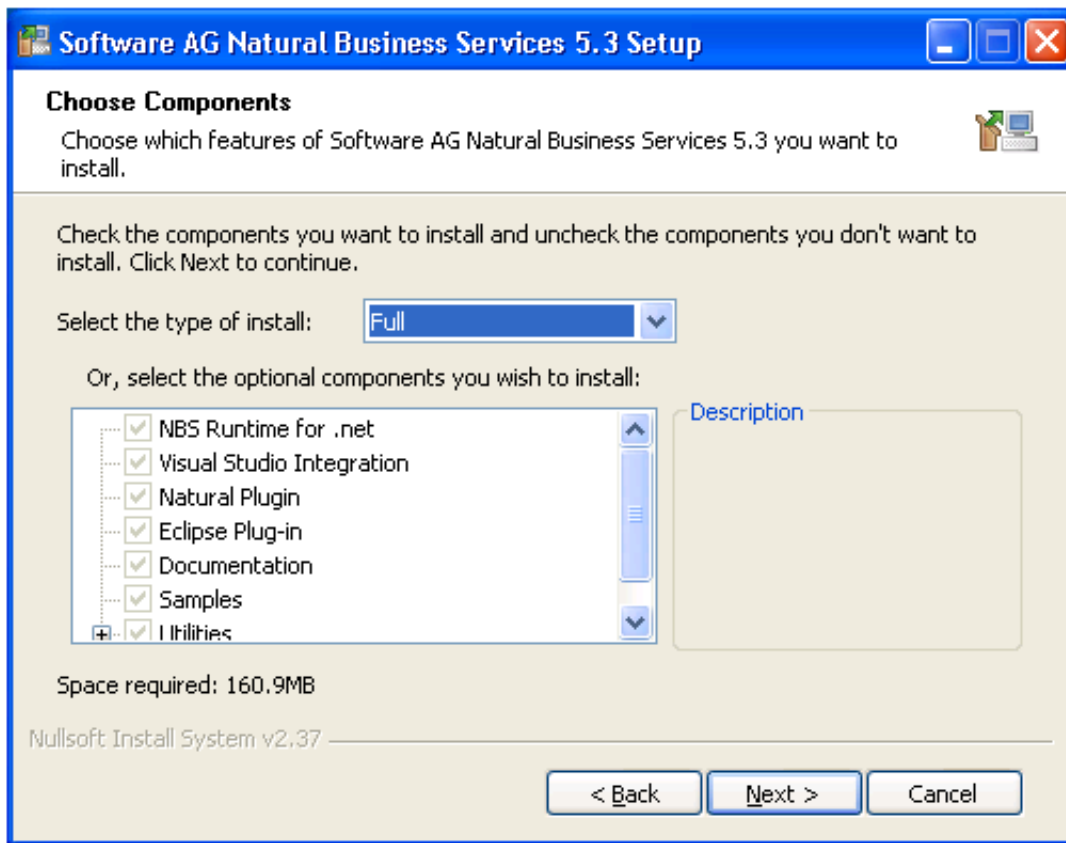 Software AG Natural Business Services 5.3 Setup
Choose Components
Choose which features of Software AG Natural Business Services 5.3 you want to
install.
Check the components you want to install and uncheck the components you don't want to
install. Click Next to continue.
Select the type of install:
Full
Or, select the optional components you wish to install:
NBS Runtime for .net
Visual Studio Integration
Natural Plugin
Eclipse Plug-in
Documentation
Samples
Utilities
Description
Space required: 160.9MB
Nullsoft Install System v2.37
< Back
Next >
Cancel